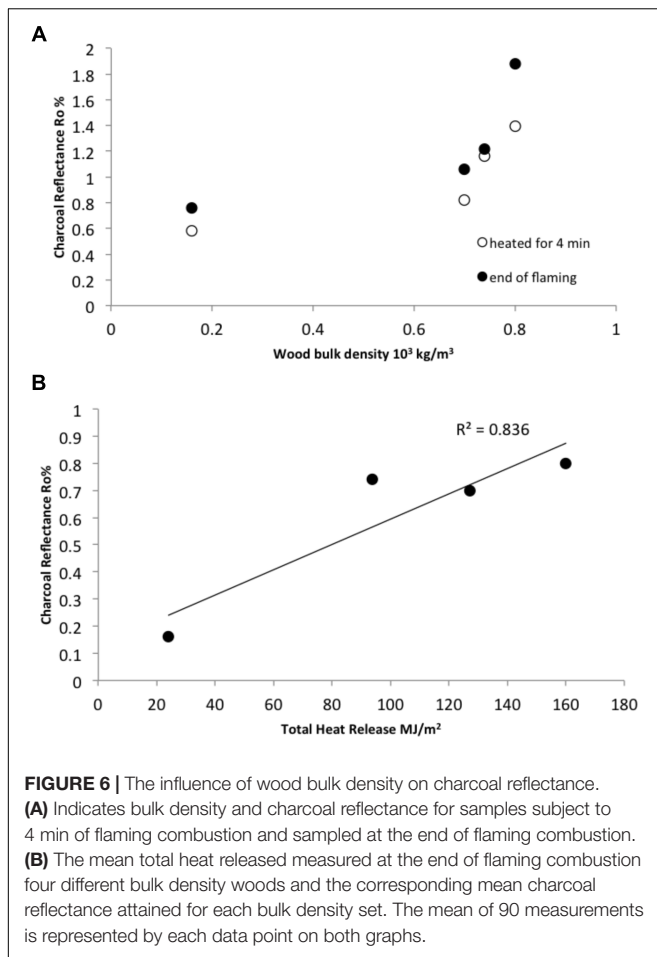 A
2
1.8
1.6
1.4
1.2
1
0.8
0.6
0.4
0.2
0
Charcoal Reflectance Ro %
heated for 4 min
end of flaming
0 0.2 0.4 0.6 0.8 1
Wood bulk density 10³ kg/m³
B
1
0.9
0.8
0.7
0.6
0.5
0.4
0.3
0.2
0.1
0
Charcoal Reflectance Ro%
R² = 0.836
0 20 40 60 80 100 120 140 160 180
Total Heat Release MJ/m²
FIGURE 6 | The influence of wood bulk density on charcoal reflectance.
(A) Indicates bulk density and charcoal reflectance for samples subject to
4 min of flaming combustion and sampled at the end of flaming combustion.
(B) The mean total heat released measured at the end of flaming combustion
four different bulk density woods and the corresponding mean charcoal
reflectance attained for each bulk density set. The mean of 90 measurements
is represented by each data point on both graphs.